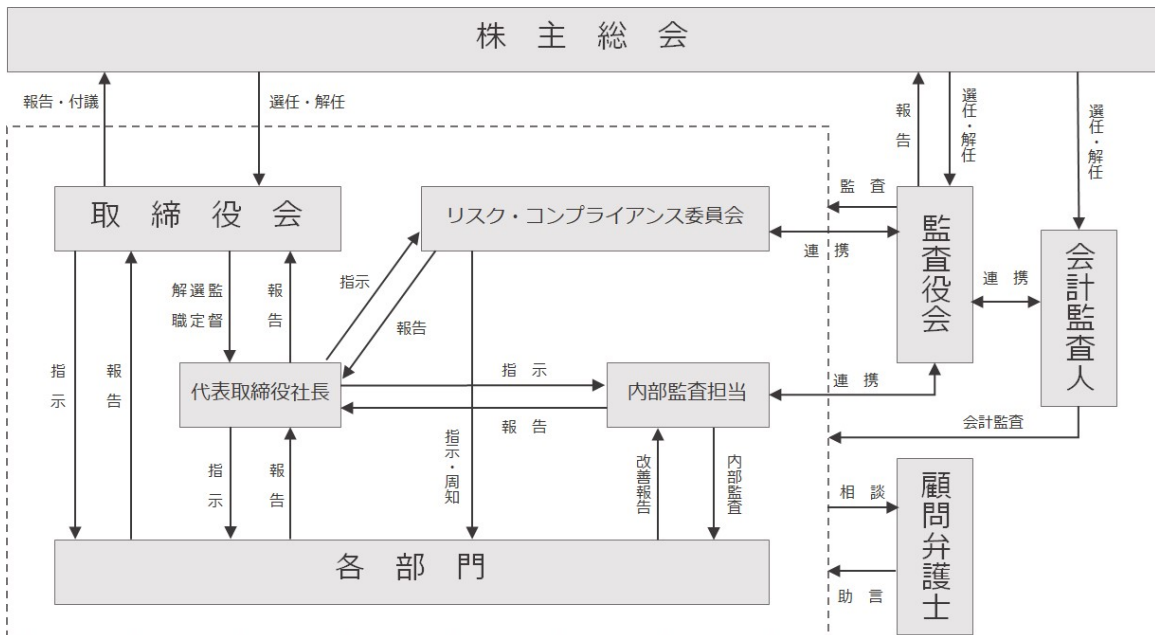 株主総会
報告・付議
選任・解任
報告
選任・解任
選任・解任
監査
取締役会
リスク・コンプライアンス委員会
監査役会
会計監査人
連携
連携
指示
解職
選定
監督
報告
報告
指示
報告
代表取締役社長
指示
内部監査担当
連携
報告
会計監査
指示
報告
指示・周知
改善報告
内部監査
相談
顧問弁護士
各部門
助言